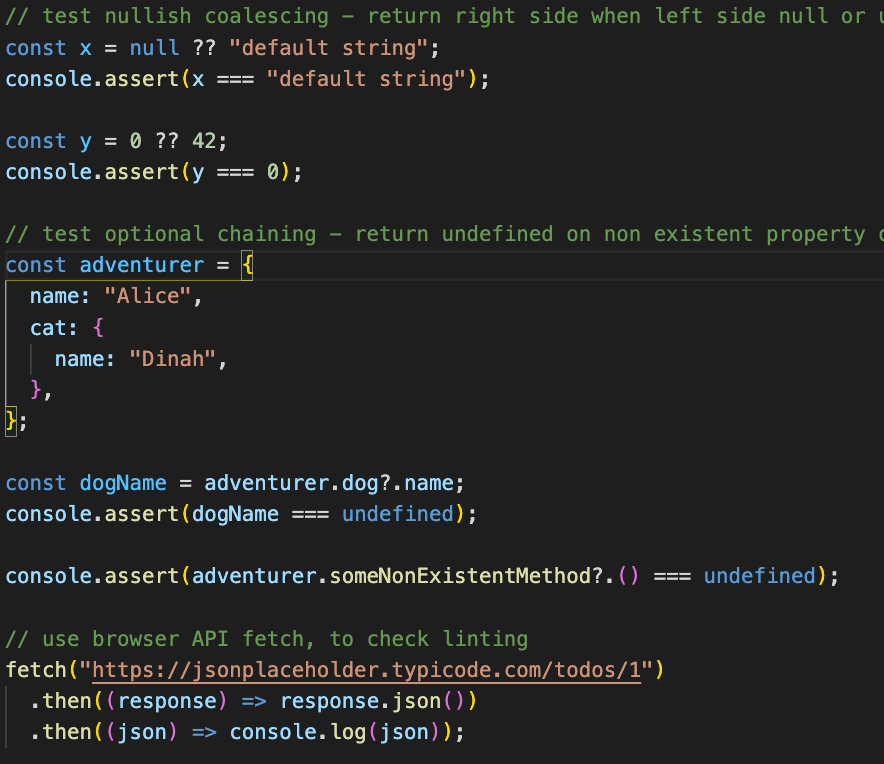 // test nullish coalescing – return right side when left side null or
const x = null ?? "default string";
console.assert(x === "default string");
const y = 0 ?? 42;
console.assert(y === 0);
// test optional chaining – return undefined on non existent property
const adventurer = {
name: "Alice",
cat: {
name: "Dinah",
},
};
const dogName = adventurer.dog?.name;
console.assert(dogName === undefined);
console.assert(adventurer.someNonExistentMethod?.() === undefined);
// use browser API fetch, to check linting
fetch("https://jsonplaceholder.typicode.com/todos/1")
.then((response) => response.json())
.then((json) => console.log(json));